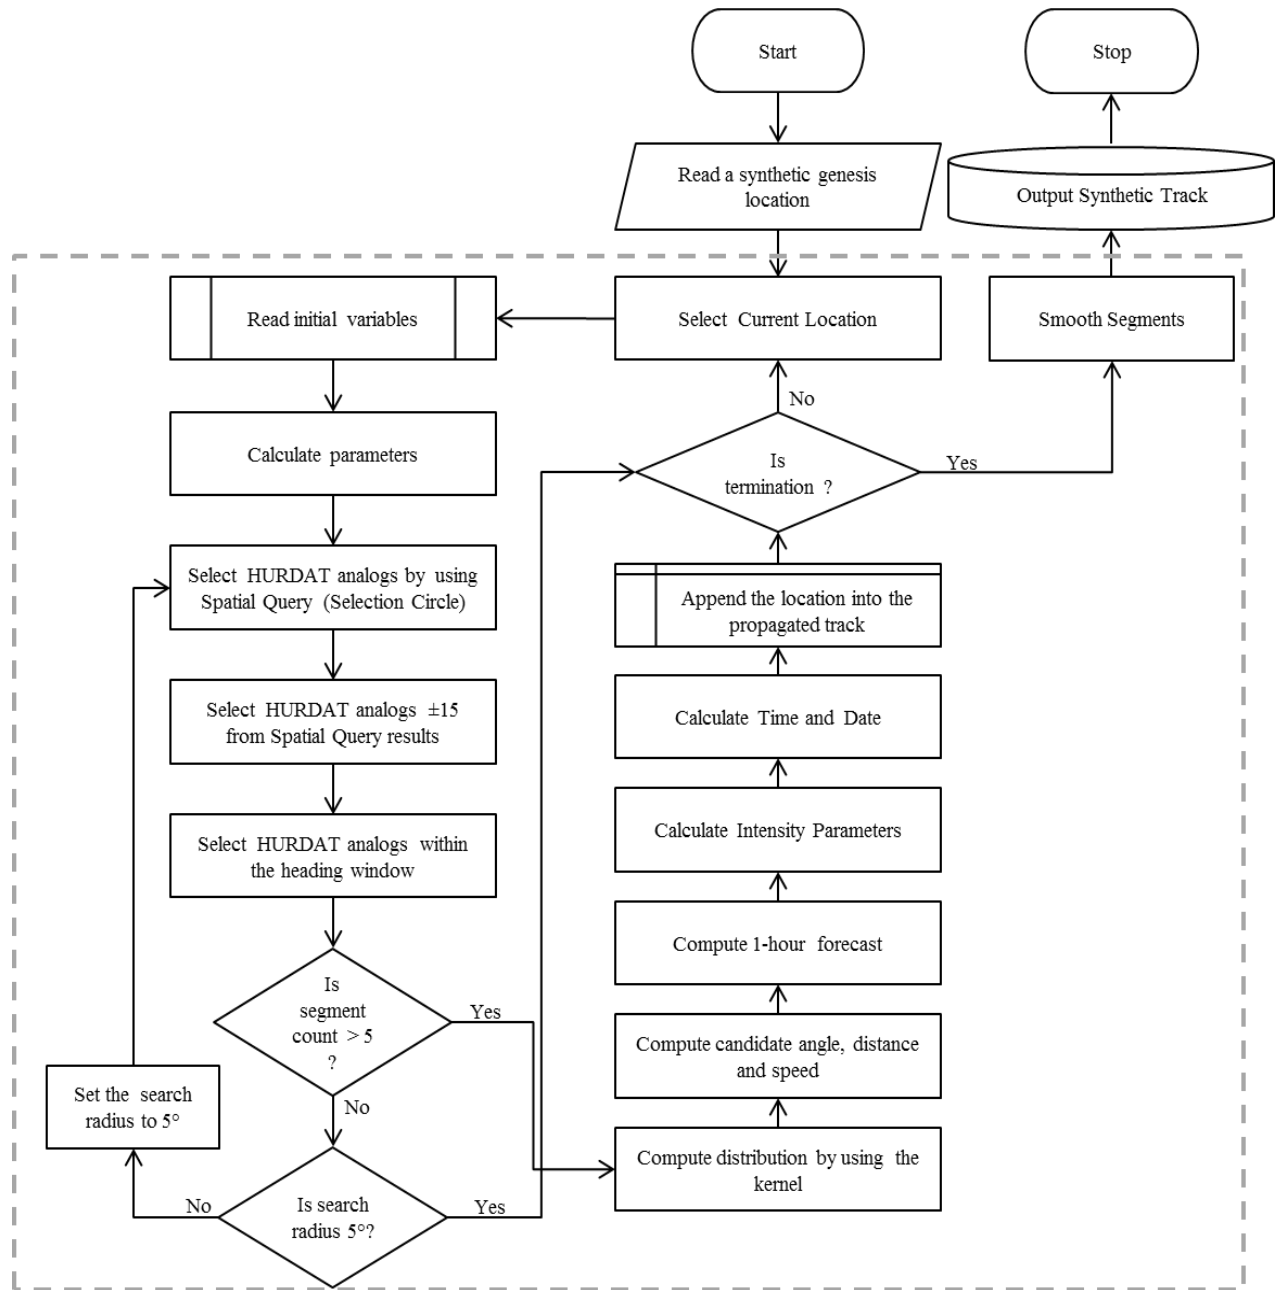 Start
Stop
Read a synthetic genesis
location
Output Synthetic Track
Read initial variables
Select Current Location
Smooth Segments
No
Calculate parameters
Is
termination ?
Yes
Select HURDAT analogs by using
Spatial Query (Selection Circle)
Append the location into the
propagated track
Select HURDAT analogs ±15
from Spatial Query results
Calculate Time and Date
Select HURDAT analogs within
the heading window
Calculate Intensity Parameters
Compute 1-hour forecast
Is
segment
count > 5
?
Yes
Compute candidate angle, distance
and speed
Set the search
radius to 5°
No
Compute distribution by using the
kernel
No
Is search
radius 5°?
Yes